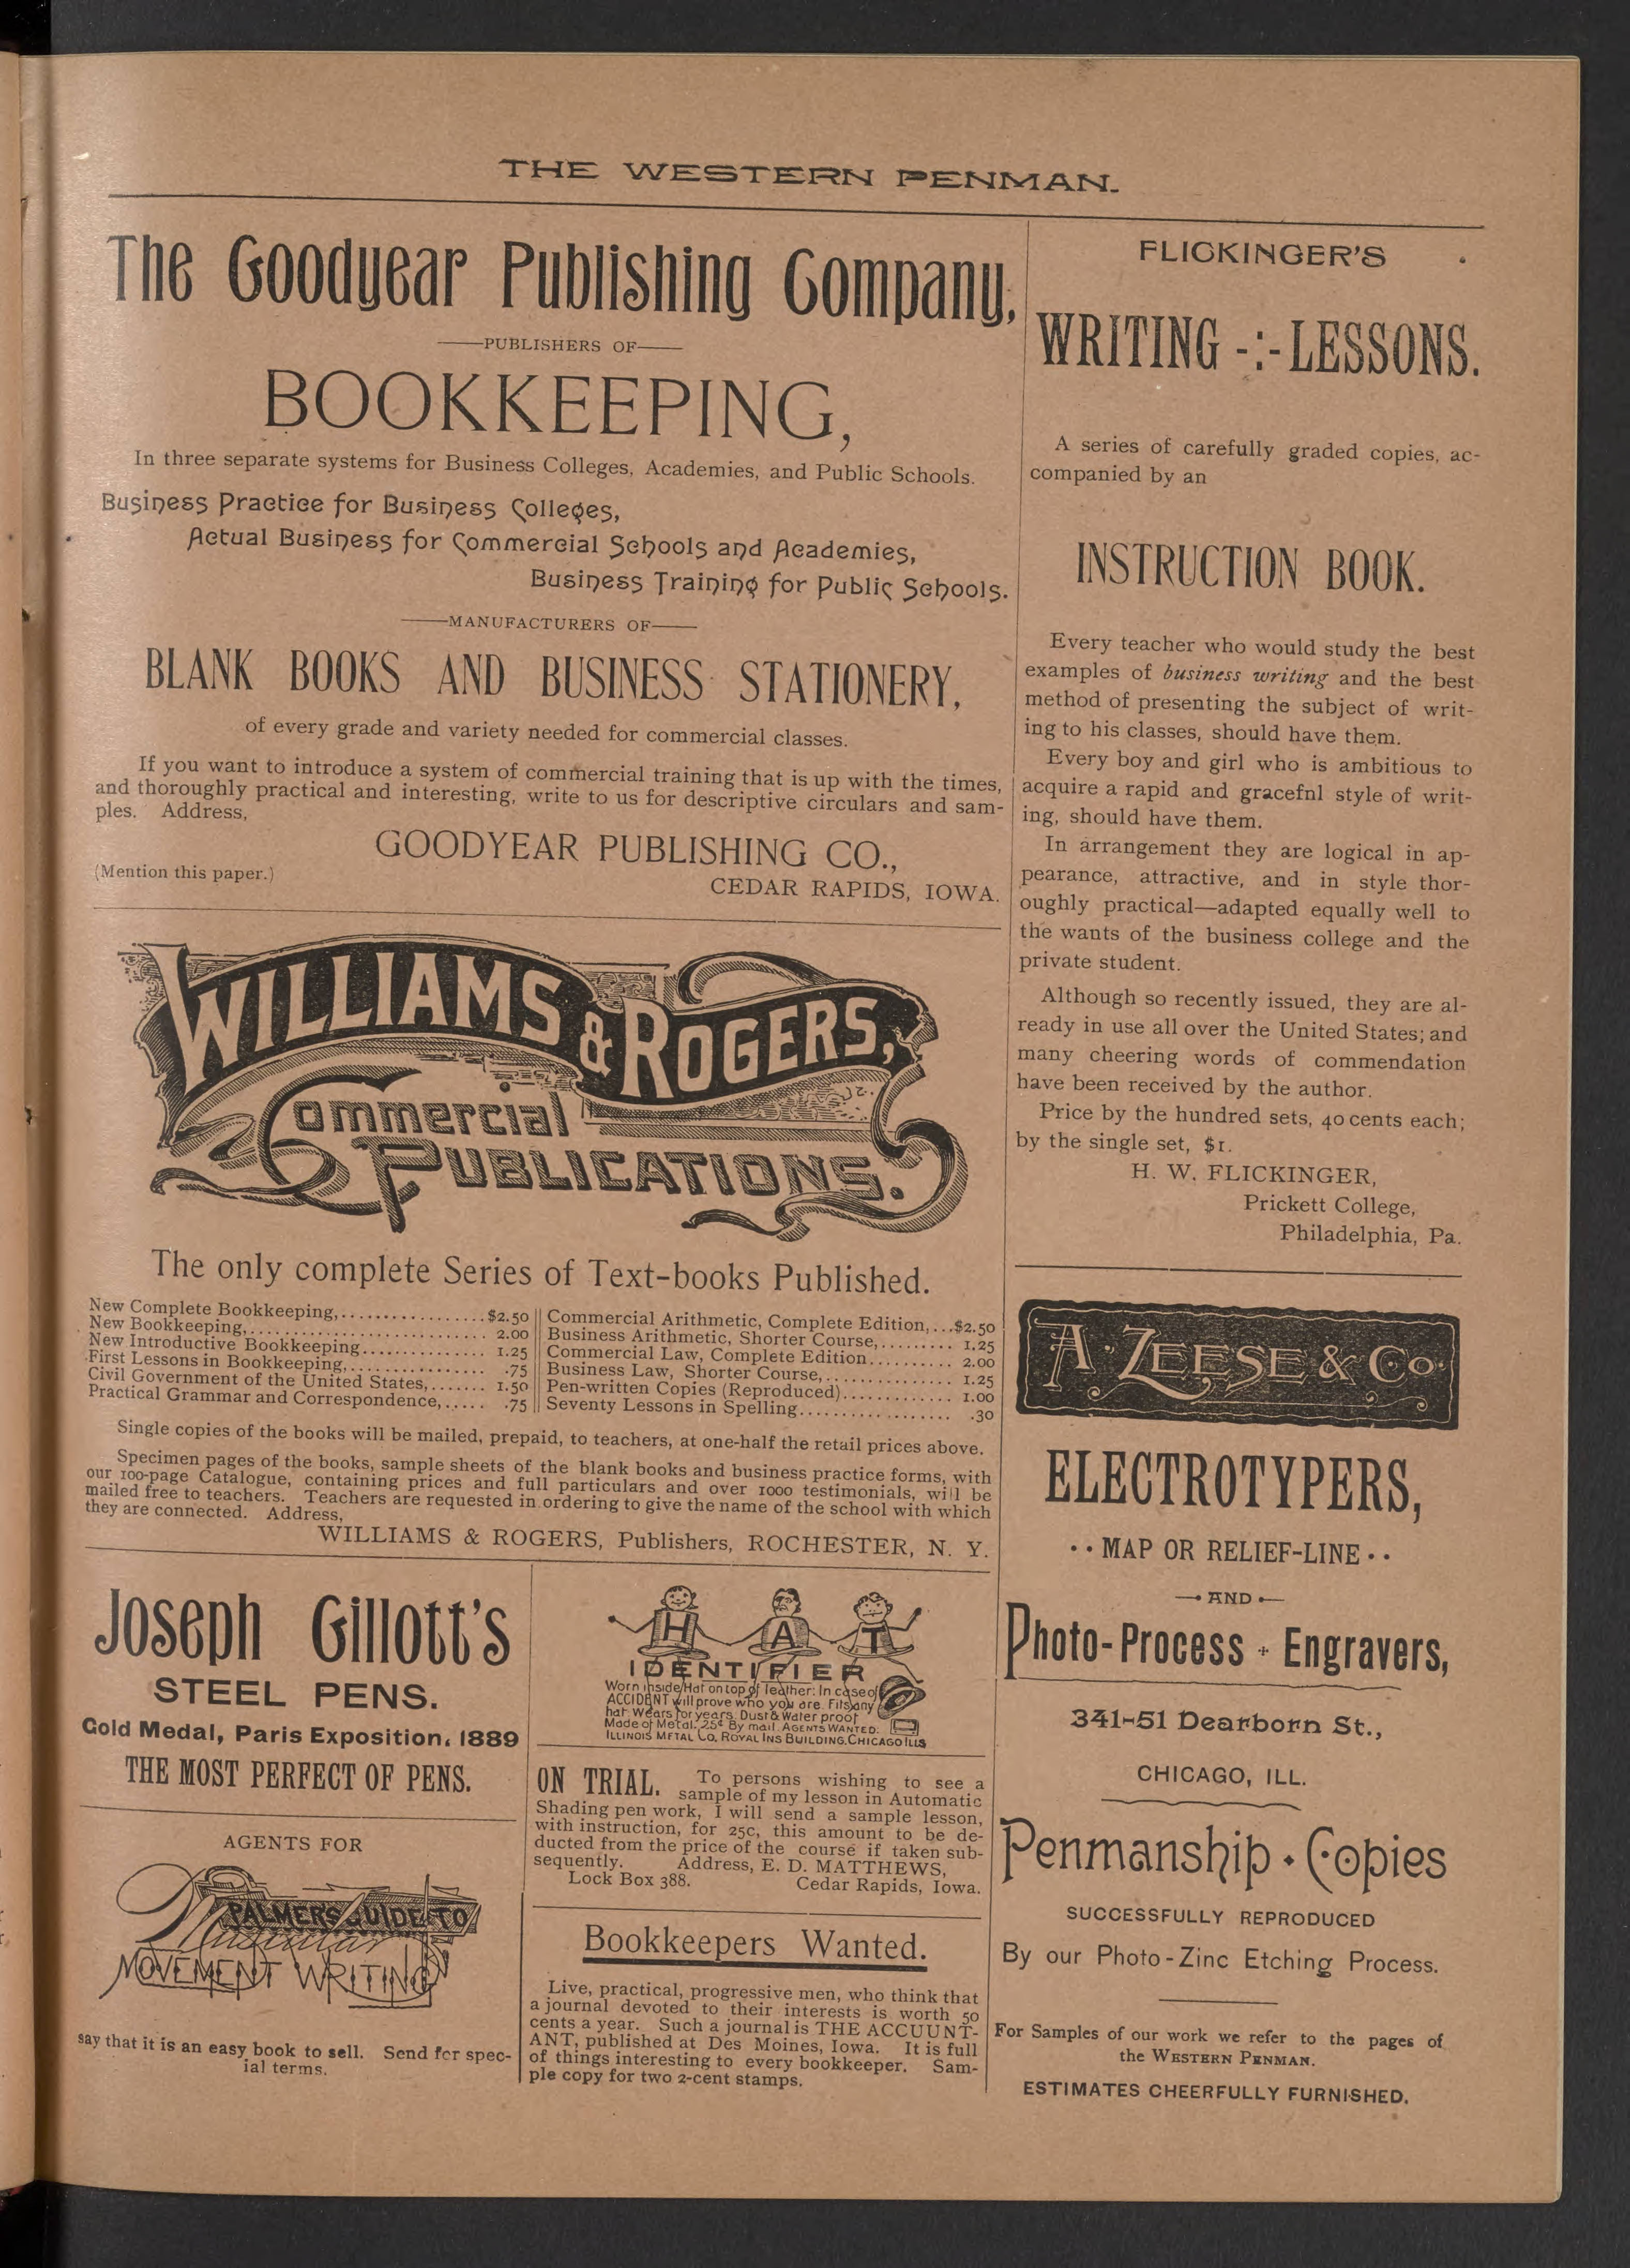 THE WESTERN PENMAN.
The Goodyear Publishing Company,
PUBLISHERS OF
BOOKKEEPING,
In three separate systems for Business Colleges, Academies, and Public Schools.
Business Practice for Business Colleges,
Actual Business for Commercial Schools and Academies,
Business Training for Public Schools.
MANUFACTURERS OF
BLANK BOOKS AND BUSINESS STATIONERY,
of every grade and variety needed for commercial classes.
If you want to introduce a system of commercial training that is up with the times,
and thoroughly practical and interesting, write to us for descriptive circulars and sam-
ples. Address,
GOODYEAR PUBLISHING CO.,
(Mention this paper.)
CEDAR RAPIDS, IOWA.
WILLIAMS & ROGERS,
Commercial
PUBLICATIONS.
The only complete Series of Text-books Published.
New Complete Bookkeeping,.................$2.50
New Bookkeeping,............................ 2.00
New Introductive Bookkeeping............... 1.25
First Lessons in Bookkeeping,................ .75
Civil Government of the United States,....... 1.50
Practical Grammar and Correspondence,..... .75
Commercial Arithmetic, Complete Edition,...$2.50
Business Arithmetic, Shorter Course,......... 1.25
Commercial Law, Complete Edition.......... 2.00
Business Law, Shorter Course,............... 1.25
Pen-written Copies (Reproduced)............. 1.00
Seventy Lessons in Spelling.................. .30
Single copies of the books will be mailed, prepaid, to teachers, at one-half the retail prices above.
Specimen pages of the books, sample sheets of the blank books and business practice forms, with
our 100-page Catalogue, containing prices and full particulars and over 1000 testimonials, will be
mailed free to teachers. Teachers are requested in ordering to give the name of the school with which
they are connected. Address,
WILLIAMS & ROGERS, Publishers, ROCHESTER, N. Y.
Joseph Gillott's
STEEL PENS.
Gold Medal, Paris Exposition, 1889
THE MOST PERFECT OF PENS.
AGENTS FOR
PALMER'S GUIDE TO
Muscular
MOVEMENT WRITING
say that it is an easy book to sell. Send for spec-
ial terms.
HAT
IDENTIFIER
Worn inside Hat on top of leather: In case of
ACCIDENT will prove who you are. Fits any
hat. Wears for years. Dust & Water proof
Made of Metal. 25¢ By mail. AGENTS WANTED.
ILLINOIS METAL CO. ROYAL INS BUILDING. CHICAGO ILLS
ON TRIAL. To persons wishing to see a
sample of my lesson in Automatic
Shading pen work, I will send a sample lesson,
with instruction, for 25c, this amount to be de-
ducted from the price of the course if taken sub-
sequently. Address, E. D. MATTHEWS,
Lock Box 388. Cedar Rapids, Iowa.
Bookkeepers Wanted.
Live, practical, progressive men, who think that
a journal devoted to their interests is worth 50
cents a year. Such a journal is THE ACCUUNT-
ANT, published at Des Moines, Iowa. It is full
of things interesting to every bookkeeper. Sam-
ple copy for two 2-cent stamps.
FLICKINGER'S
WRITING -:- LESSONS.
A series of carefully graded copies, ac-
companied by an
INSTRUCTION BOOK.
Every teacher who would study the best
examples of business writing and the best
method of presenting the subject of writ-
ing to his classes, should have them.
Every boy and girl who is ambitious to
acquire a rapid and gracefnl style of writ-
ing, should have them.
In arrangement they are logical in ap-
pearance, attractive, and in style thor-
oughly practical—adapted equally well to
the wants of the business college and the
private student.
Although so recently issued, they are al-
ready in use all over the United States; and
many cheering words of commendation
have been received by the author.
Price by the hundred sets, 40 cents each;
by the single set, $1.
H. W. FLICKINGER,
Prickett College,
Philadelphia, Pa.
A. ZEESE & Co.
ELECTROTYPERS,
MAP OR RELIEF-LINE
AND
Photo-Process Engravers,
341-51 Dearborn St.,
CHICAGO, ILL.
Penmanship Copies
SUCCESSFULLY REPRODUCED
By our Photo-Zinc Etching Process.
For Samples of our work we refer to the pages of
the WESTERN PENMAN.
ESTIMATES CHEERFULLY FURNISHED.